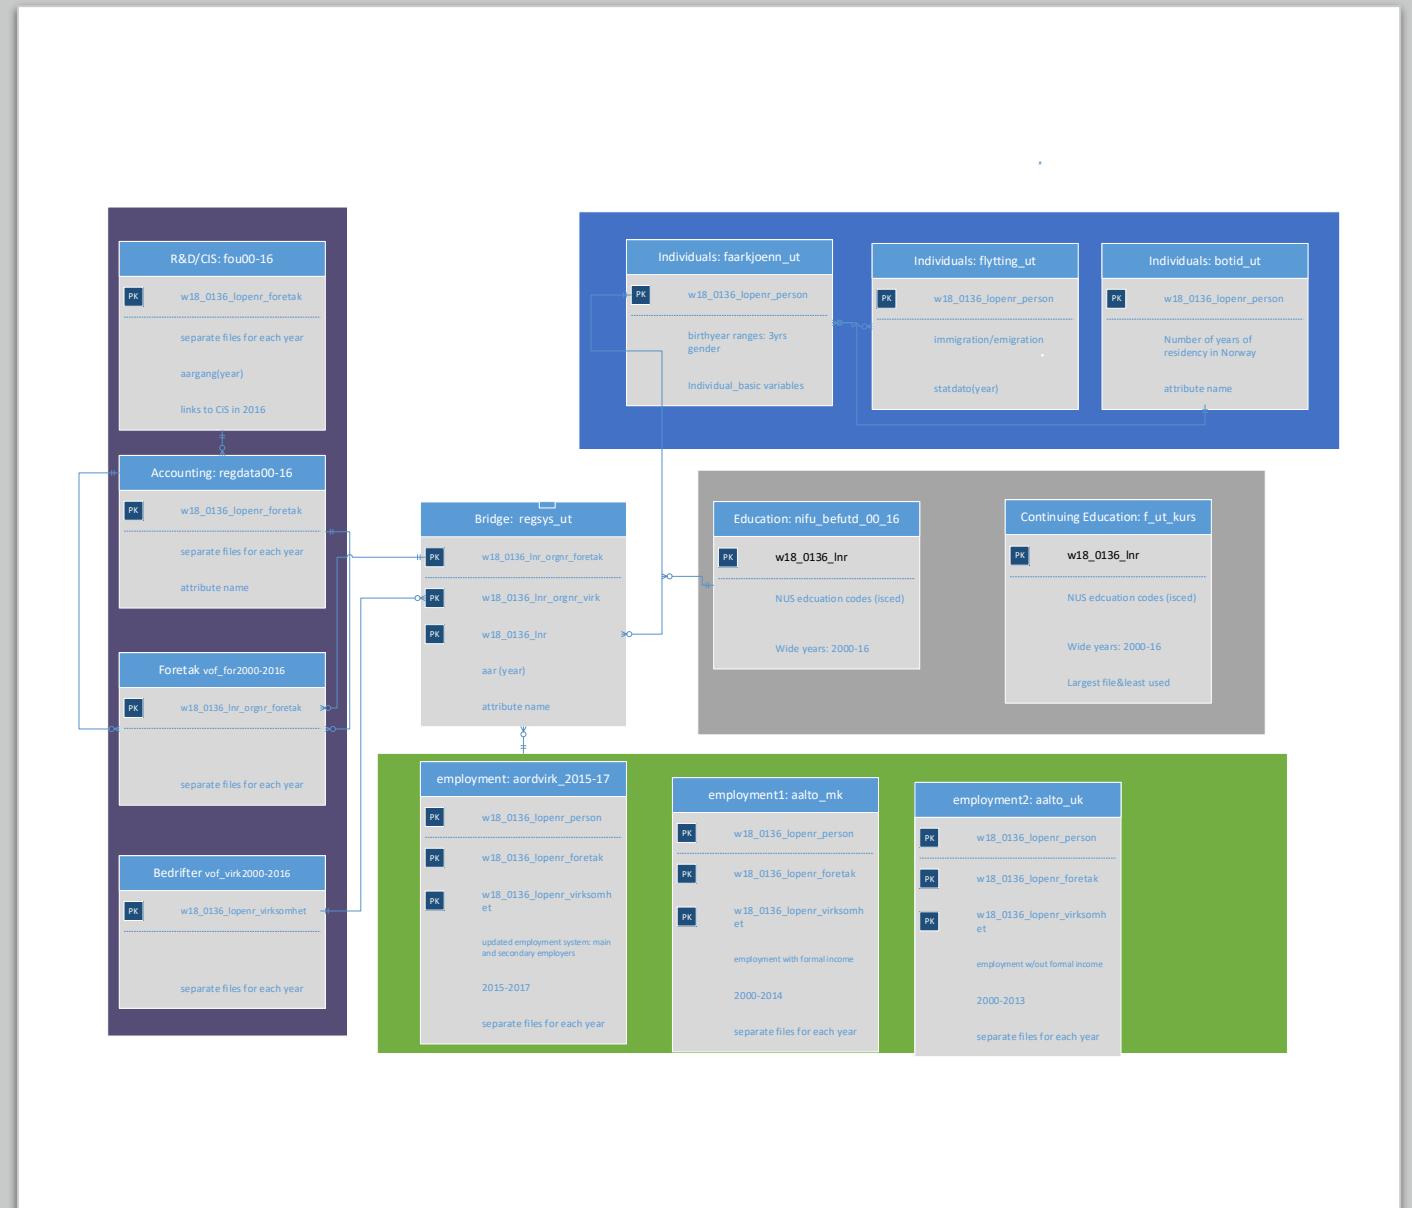 R&D/CIS: fou00-16
PK
w18_0136_lopenr_foretak
separate files for each year
aargang(year)
links to CiS in 2016
Accounting: regdata00-16
PK
w18_0136_lopenr_foretak
separate files for each year
attribute name
Foretak vof_for2000-2016
PK
w18_0136_lnr_orgnr_foretak
separate files for each year
Bedrifter vof_virk2000-2016
PK
w18_0136_lopenr_virksomhet
separate files for each year
Individuals: faarkjoenn_ut
PK
w18_0136_lopenr_person
birthyear ranges: 3yrs
gender
Individual_basic variables
Individuals: flytting_ut
PK
w18_0136_lopenr_person
immigration/emigration
statdato(year)
Individuals: botid_ut
PK
w18_0136_lopenr_person
Number of years of
residency in Norway
attribute name
Bridge: regsys_ut
PK
w18_0136_lnr_orgnr_foretak
PK
w18_0136_lnr_orgnr_virk
PK
w18_0136_lnr
aar (year)
attribute name
Education: nifu_befutd_00_16
PK
w18_0136_lnr
NUS edcuation codes (isced)
Wide years: 2000-16
Continuing Education: f_ut_kurs
PK
w18_0136_lnr
NUS edcuation codes (isced)
Wide years: 2000-16
Largest file&least used
employment: aordvirk_2015-17
PK
w18_0136_lopenr_person
PK
w18_0136_lopenr_foretak
PK
w18_0136_lopenr_virksomh
et
updated employment system: main
and secondary employers
2015-2017
separate files for each year
employment1: aalto_mk
PK
w18_0136_lopenr_person
PK
w18_0136_lopenr_foretak
PK
w18_0136_lopenr_virksomh
et
employment with formal income
2000-2014
separate files for each year
employment2: aalto_uk
PK
w18_0136_lopenr_person
PK
w18_0136_lopenr_foretak
PK
w18_0136_lopenr_virksomh
et
employment w/out formal income
2000-2013
separate files for each year